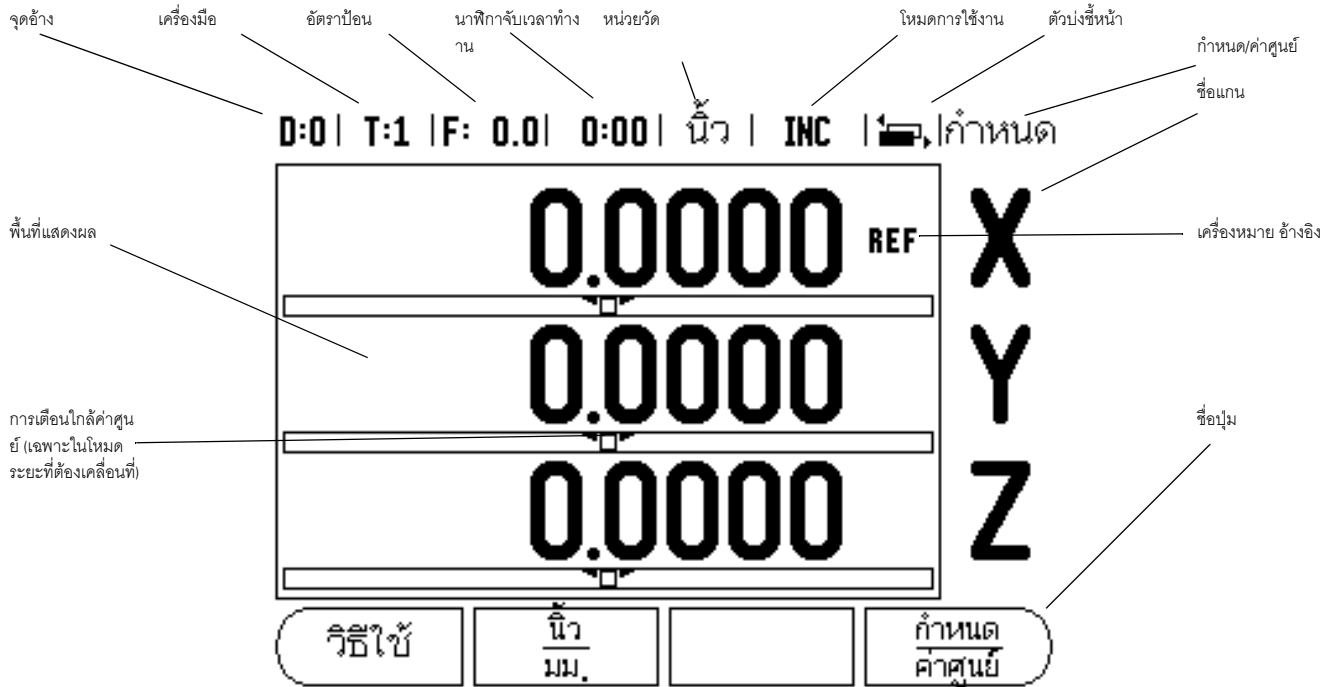 จุดอ้าง
เครื่องมือ
อัตราป้อน
นาฬิกาจับเวลาทำง
าน
หน่วยวัด
โหมดการใช้งาน
ตัวบ่งชี้หน้า
กำหนด/ค่าศูนย์
ชื่อแกน
D:0| T:1 |F: 0.0| 0:00| นิ้ว | INC | |กำหนด
0.0000 REF X
พื้นที่แสดงผล
เครื่องหมาย อ้างอิง
0.0000 Y
การเตือนใกล้ค่าศูน
ย์ (เฉพาะในโหมด
ระยะที่ต้องเคลื่อนที่)
ชื่อปุ่ม
0.0000 Z
วิธีใช้
นิ้ว
มม.
กำหนด
ค่าศูนย์